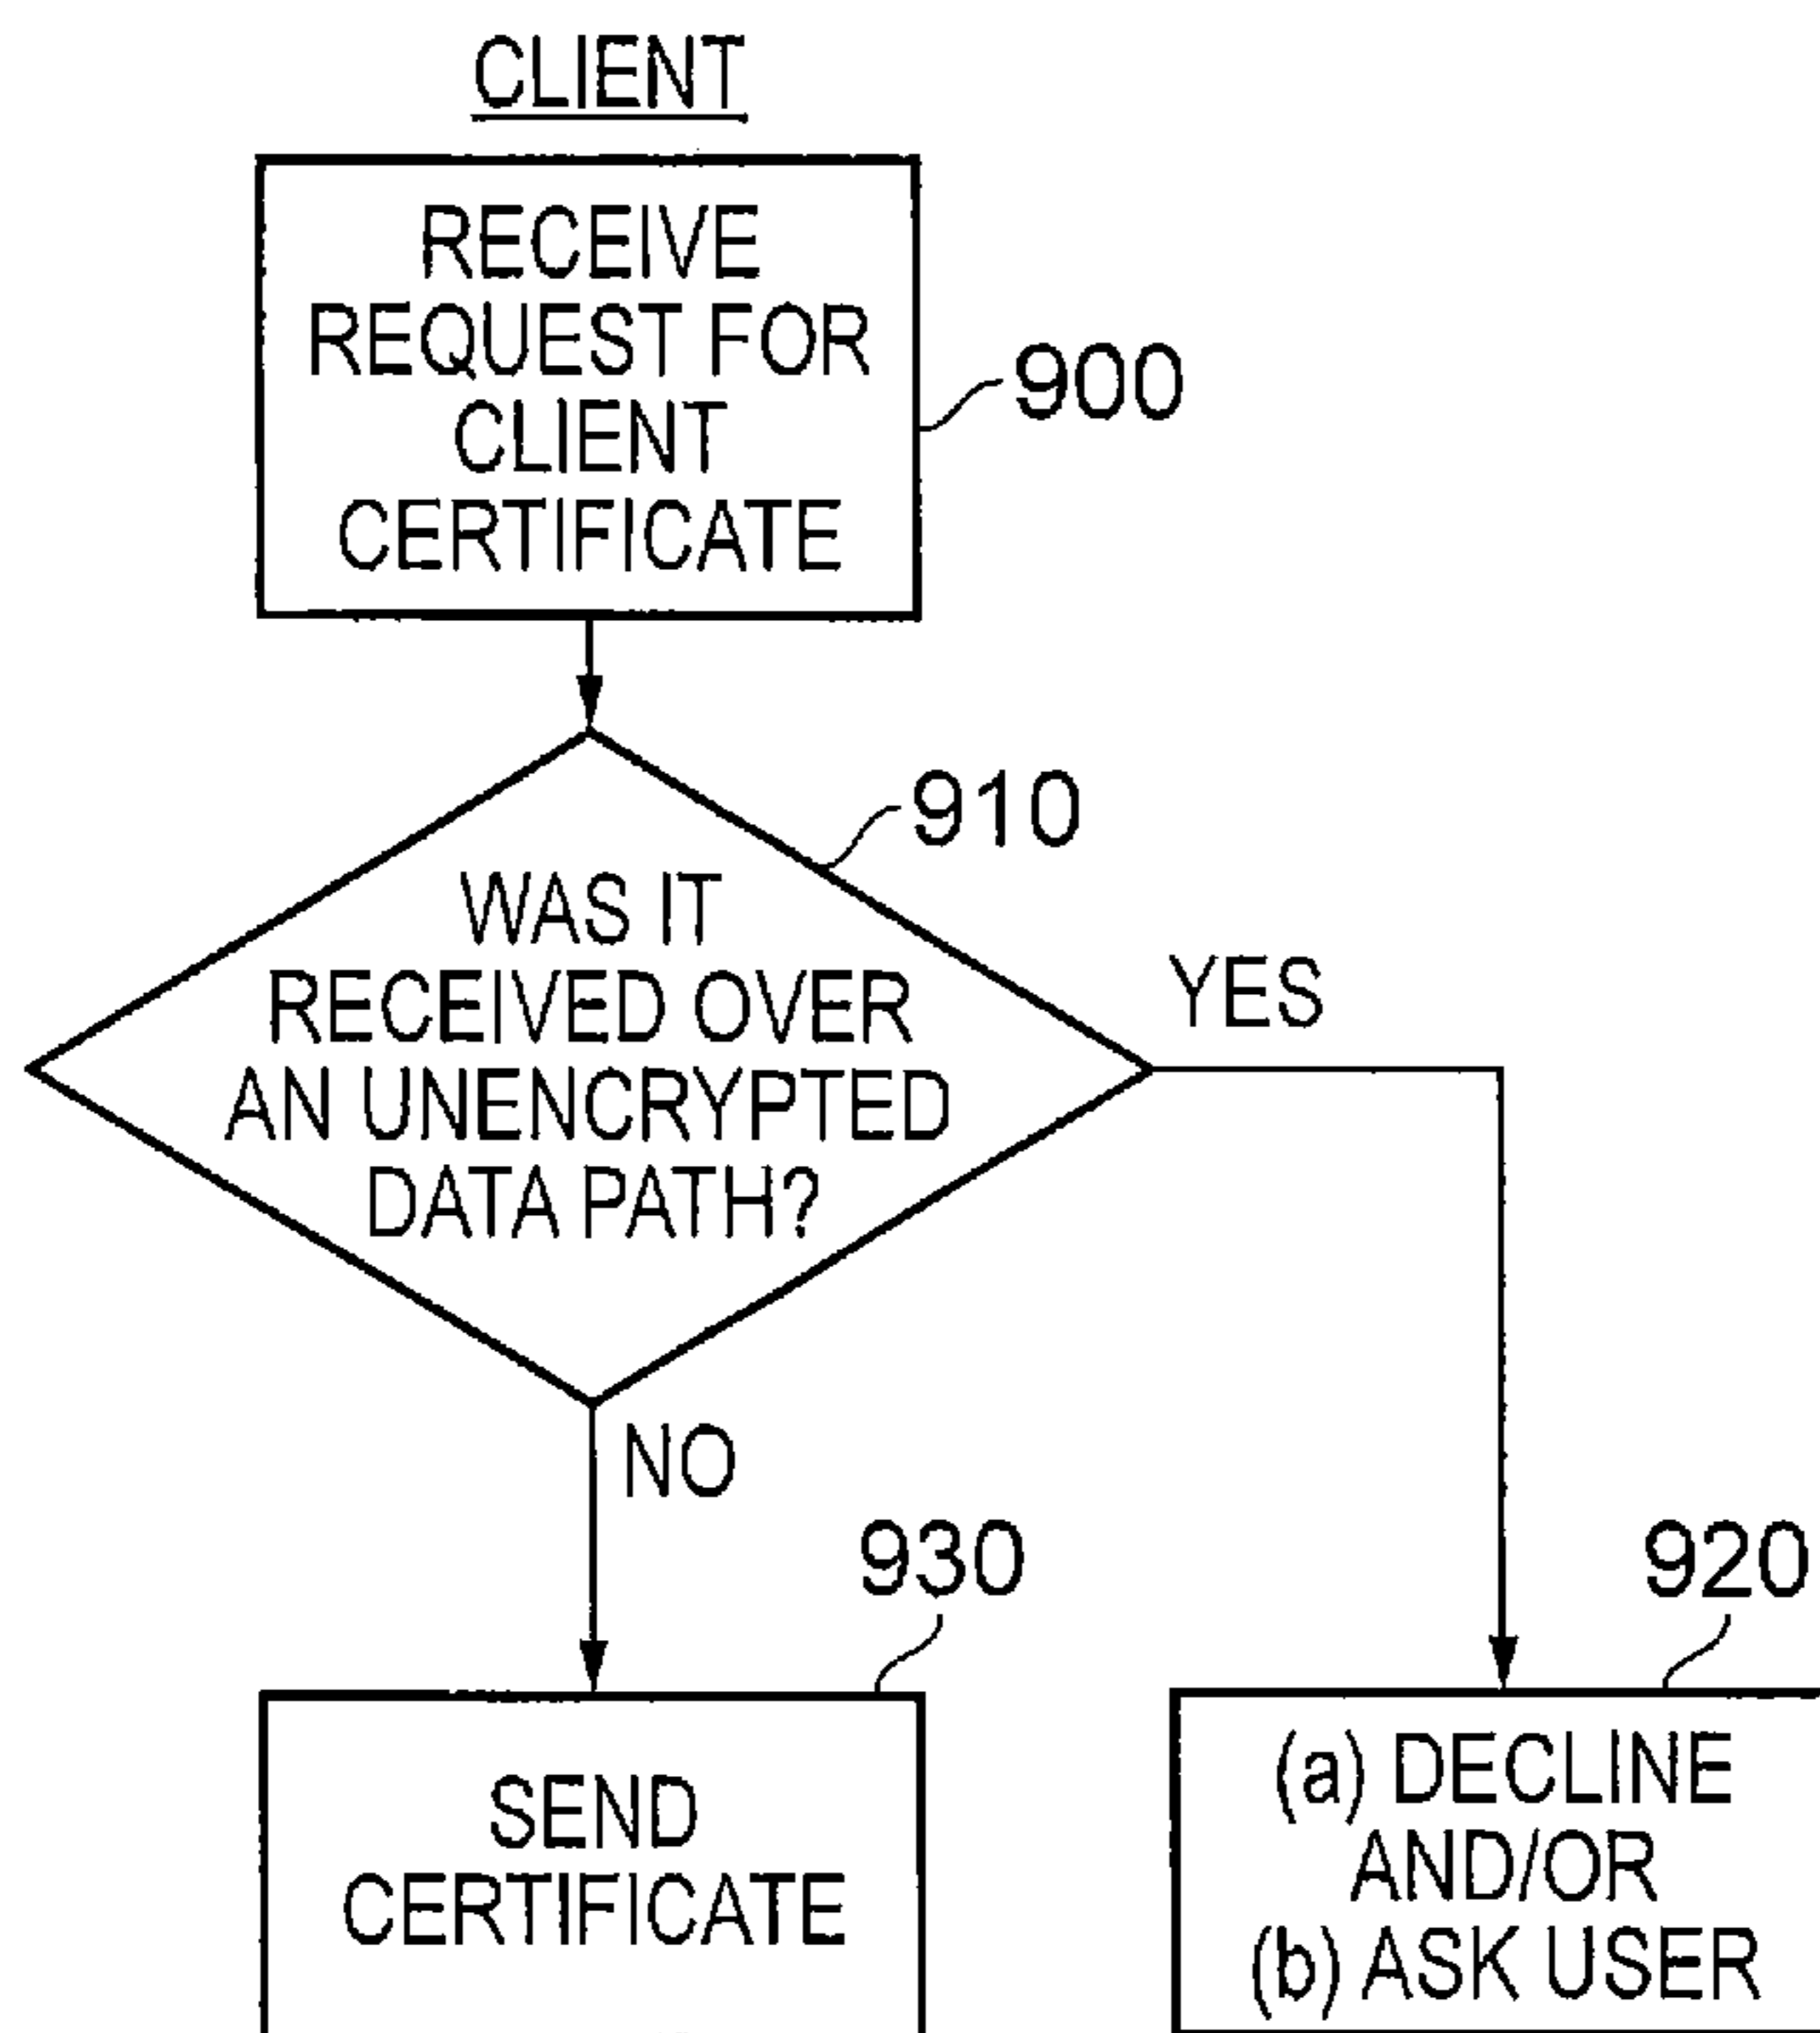 CLIENT
RECEIVE
REQUEST FOR
CLIENT
CERTIFICATE
900
910
WAS IT
RECEIVED OVER
AN UNENCRYPTED
DATA PATH?
YES
NO
930
920
SEND
CERTIFICATE
(a) DECLINE
AND/OR
(b) ASK USER